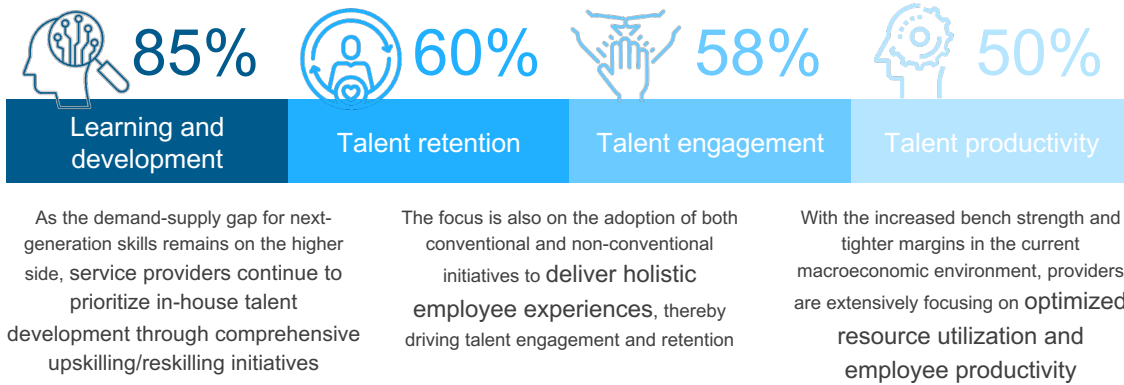 85%
60%
58%
50%
Learning and
development
Talent retention
Talent engagement
Talent productivity
As the demand-supply gap for next-
generation skills remains on the higher
side, service providers continue to
prioritize in-house talent
development through comprehensive
upskilling/reskilling initiatives
The focus is also on the adoption of both
conventional and non-conventional
initiatives to deliver holistic
employee experiences, thereby
driving talent engagement and retention
With the increased bench strength and
tighter margins in the current
macroeconomic environment, providers
are extensively focusing on optimized
resource utilization and
employee productivity